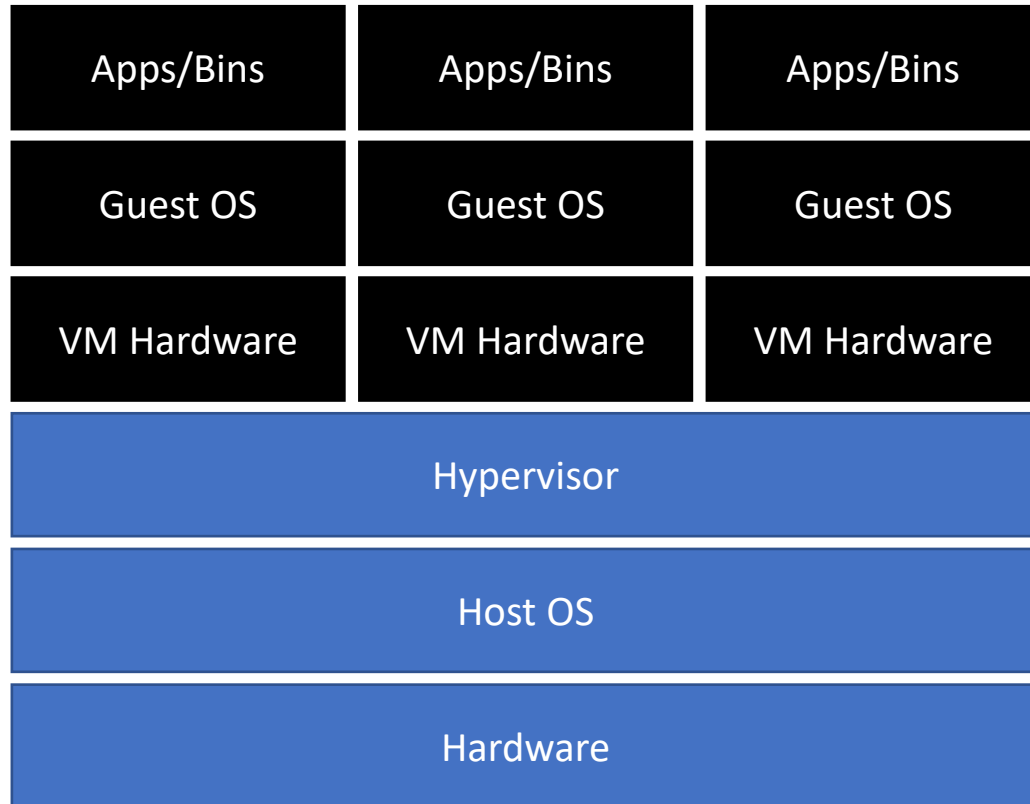 Apps/Bins Apps/Bins Apps/Bins
Guest OS Guest OS Guest OS
VM Hardware VM Hardware VM Hardware
Hypervisor
Host OS
Hardware